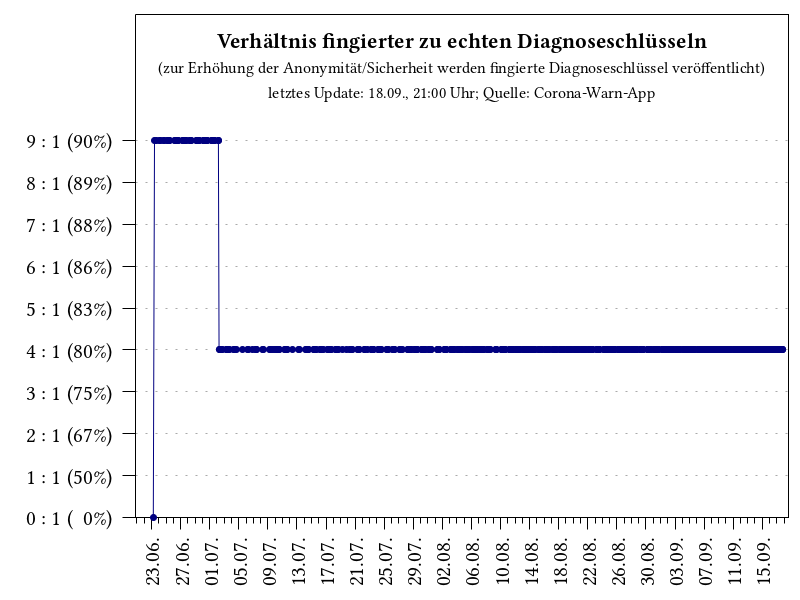 Verhältnis fingierter zu echten Diagnoseschlüsseln
(zur Erhöhung der Anonymität/Sicherheit werden fingierte Diagnoseschlüssel veröffentlicht)
letztes Update: 18.09., 21:00 Uhr; Quelle: Corona-Warn-App
9 : 1 (90%)
8 : 1 (89%)
7 : 1 (88%)
6 : 1 (86%)
5 : 1 (83%)
4 : 1 (80%)
3 : 1 (75%)
2 : 1 (67%)
1 : 1 (50%)
0 : 1 ( 0%)
23.06.
27.06.
01.07.
05.07.
09.07.
13.07.
17.07.
21.07.
25.07.
29.07.
02.08.
06.08.
10.08.
14.08.
18.08.
22.08.
26.08.
30.08.
03.09.
07.09.
11.09.
15.09.